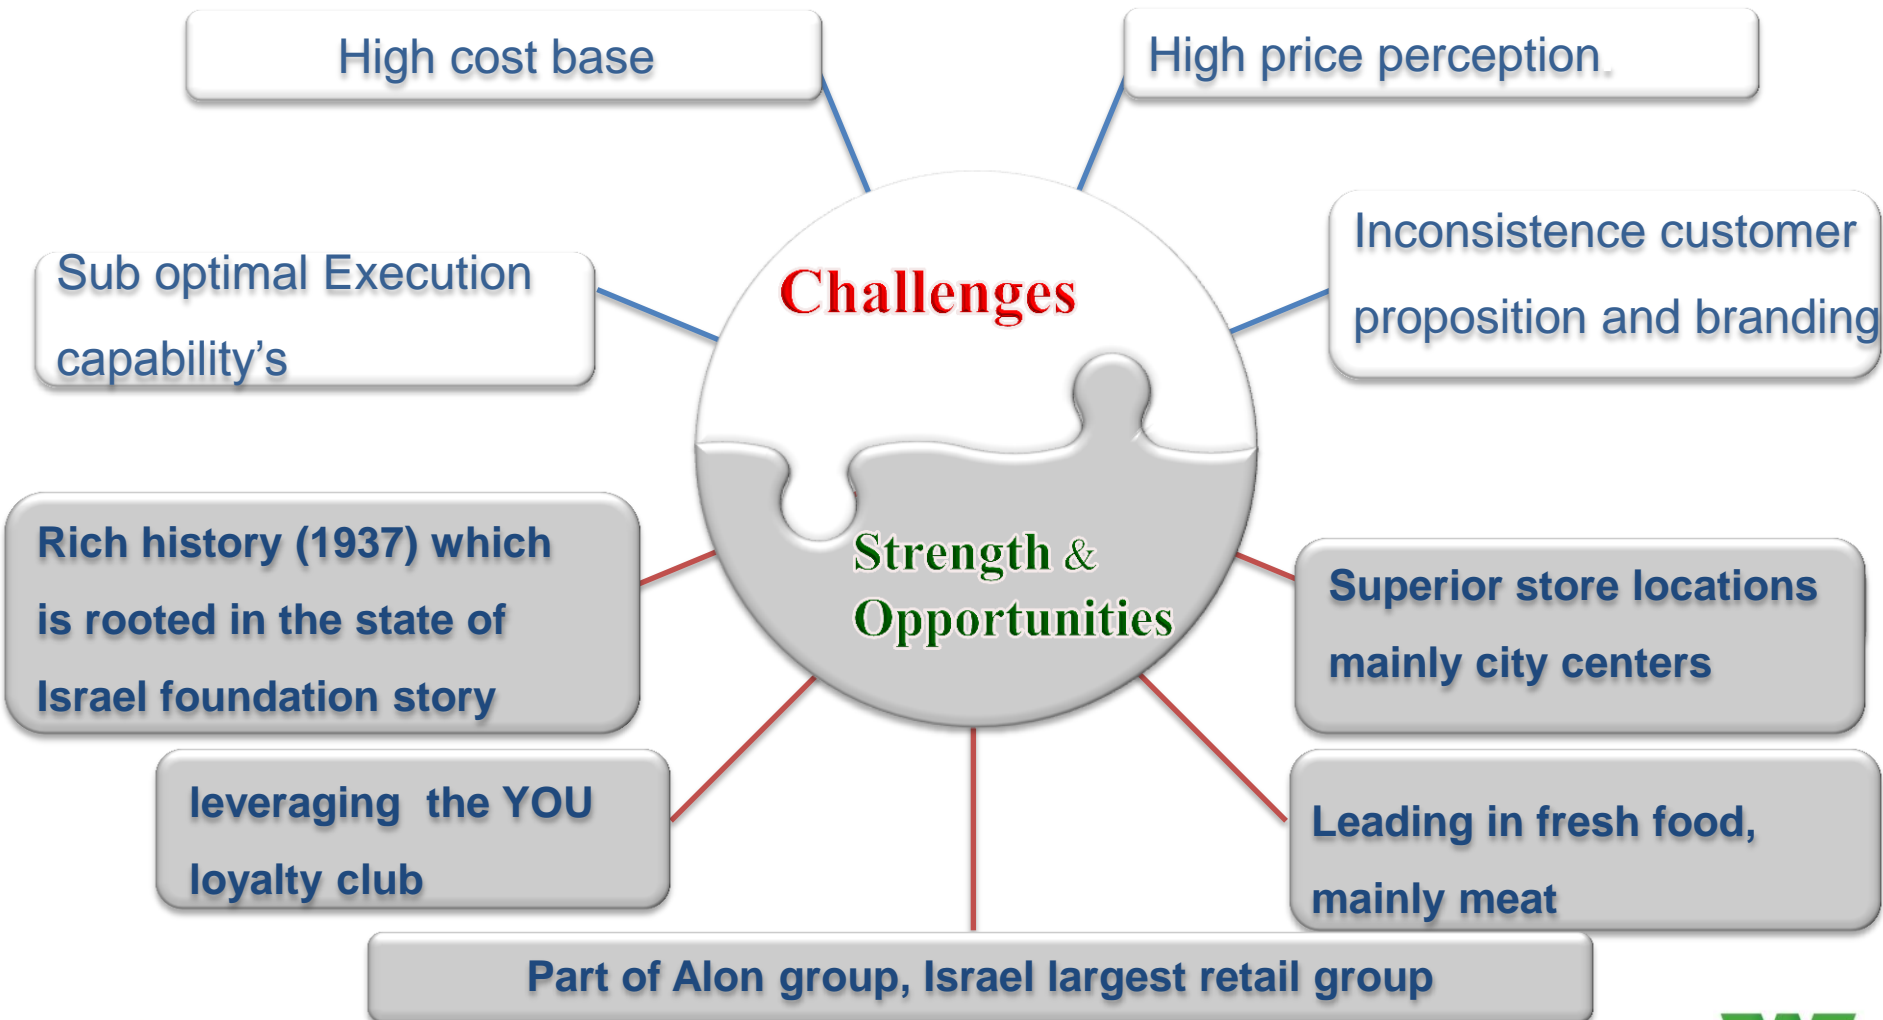 High cost base
High price perception.
Sub optimal Execution
capability's
Inconsistence customer
proposition and branding
Challenges
Strength &
Opportunities
Rich history (1937) which
is rooted in the state of
Israel foundation story
Superior store locations
mainly city centers
leveraging the YOU
loyalty club
Leading in fresh food,
mainly meat
Part of Alon group, Israel largest retail group